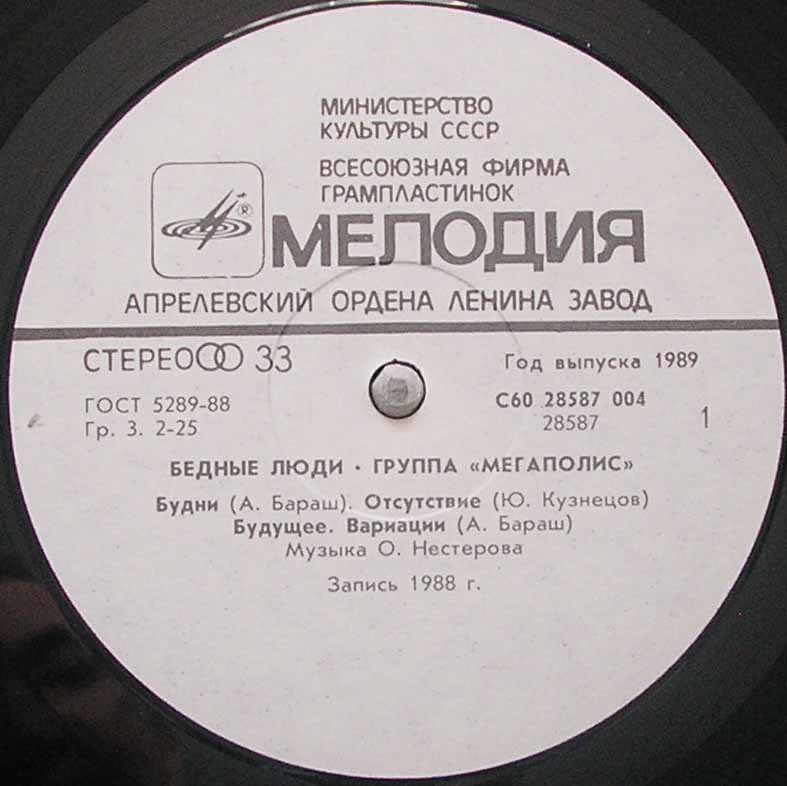 МИНИСТЕРСТВО
КУЛЬТУРЫ СССР
ВСЕСОЮЗНАЯ ФИРМА
ГРАМПЛАСТИНОК
®
МЕЛОДИЯ
АПРЕЛЕВСКИЙ ОРДЕНА ЛЕНИНА ЗАВОД
СТЕРЕО 33
Год выпуска 1989
ГОСТ 5289-88
Гр. 3. 2-25
С60 28587 004
28587
1
БЕДНЫЕ ЛЮДИ · ГРУППА «МЕГАПОЛИС»
Будни (А. Бараш). Отсутствие (Ю. Кузнецов)
Будущее. Вариации (А. Бараш)
Музыка О. Нестерова
Запись 1988 г.